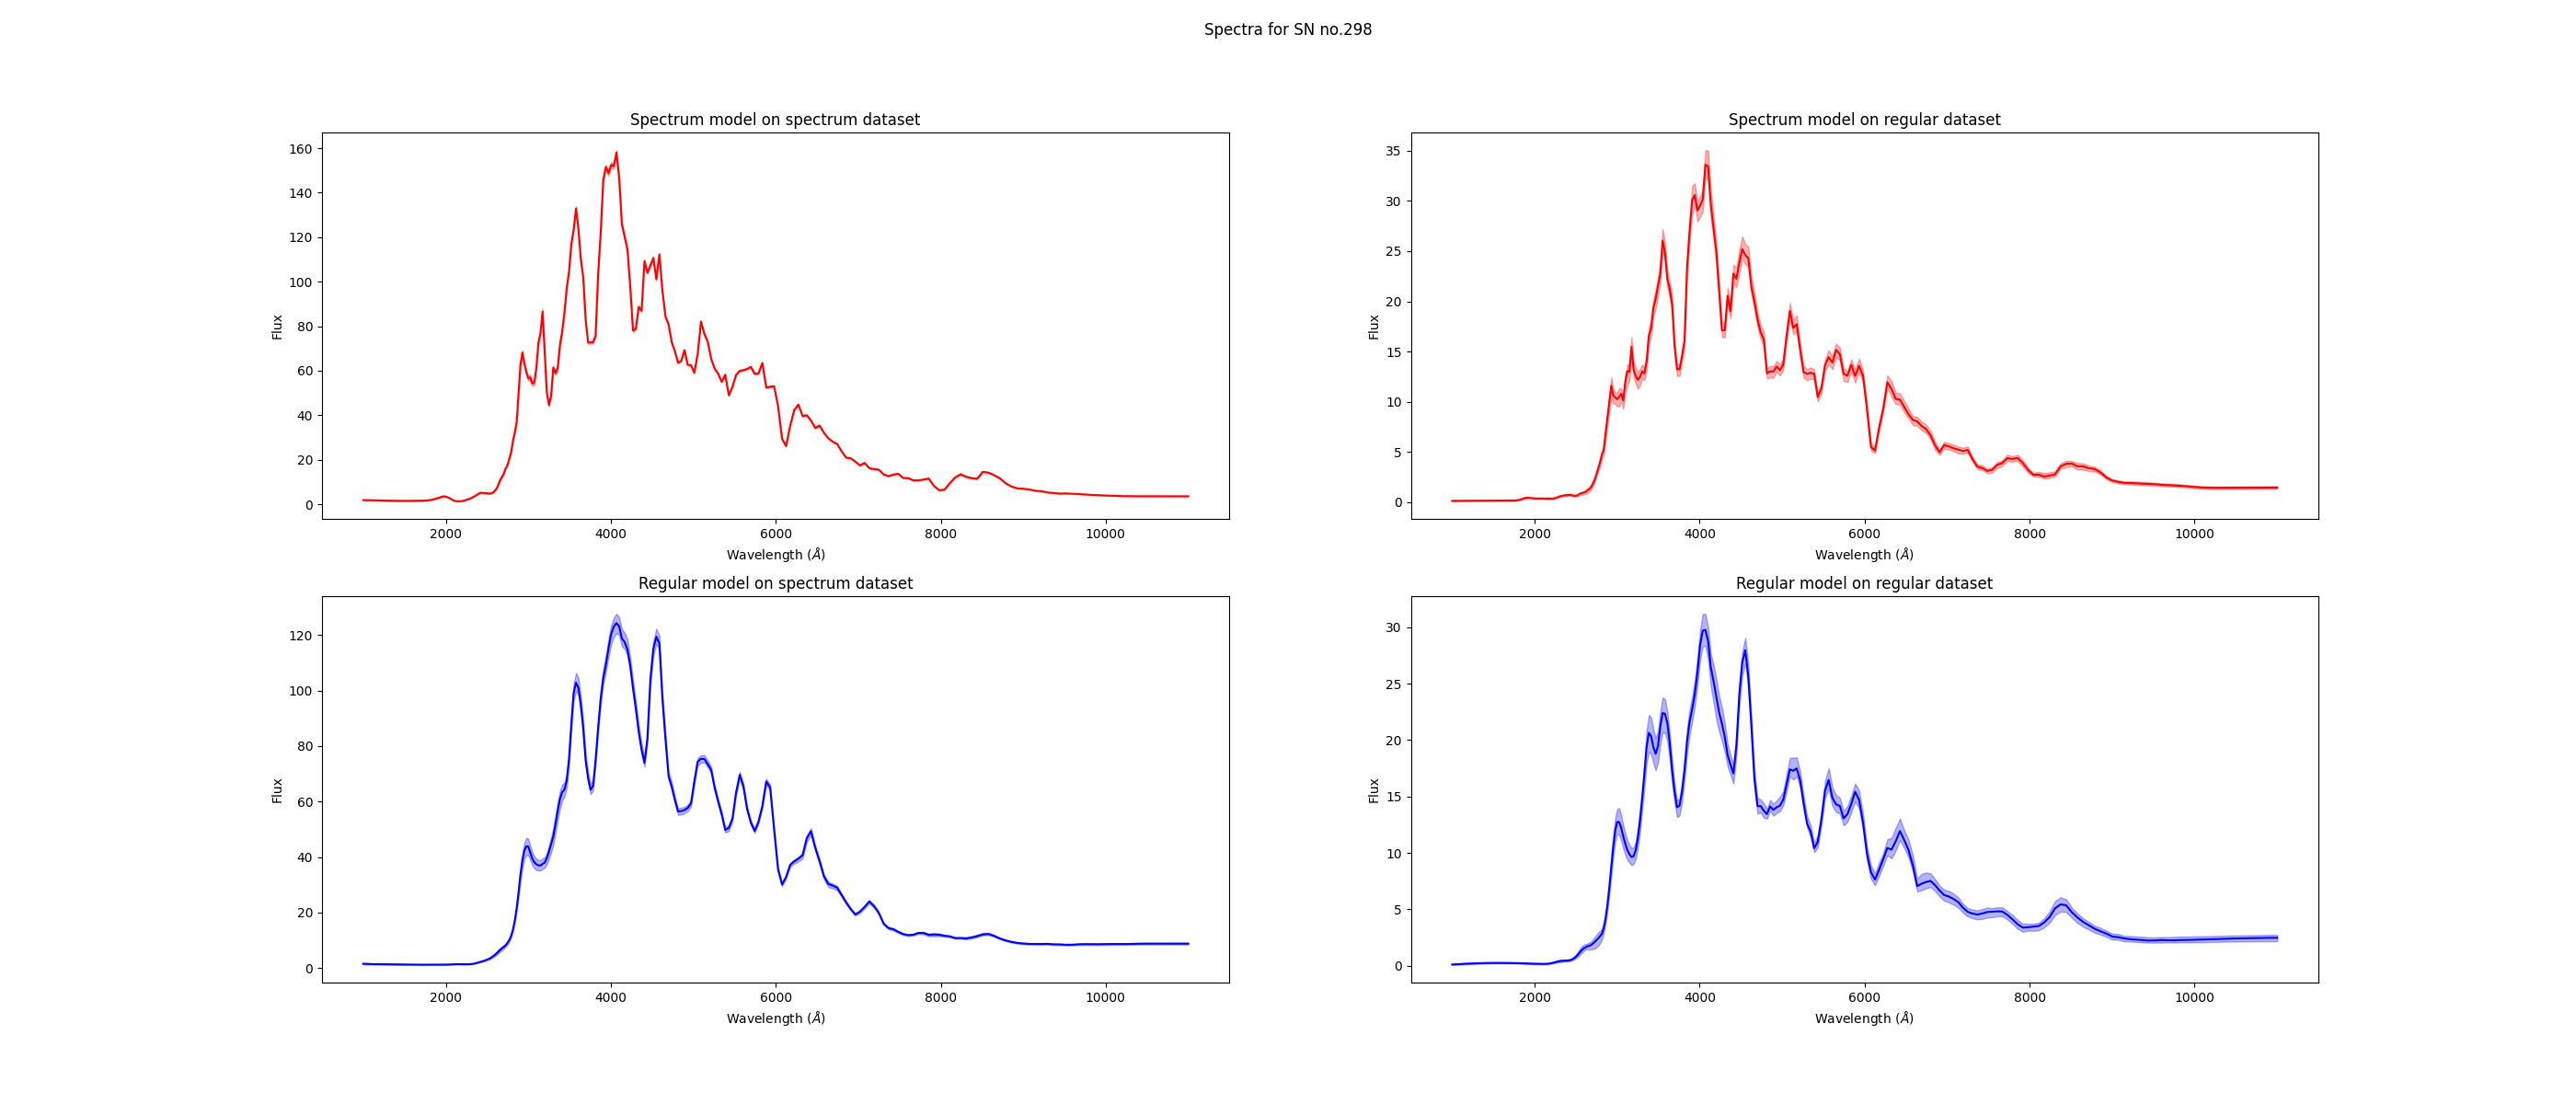 Spectra for SN no.298
Spectrum model on spectrum dataset
160
140
120
100
80
60
40
20
0
Flux
2000 4000 6000 8000 10000
Wavelength (Å)
Spectrum model on regular dataset
35
30
25
20
15
10
5
0
Flux
2000 4000 6000 8000 10000
Wavelength (Å)
Regular model on spectrum dataset
120
100
80
60
40
20
0
Flux
2000 4000 6000 8000 10000
Wavelength (Å)
Regular model on regular dataset
30
25
20
15
10
5
0
Flux
2000 4000 6000 8000 10000
Wavelength (Å)